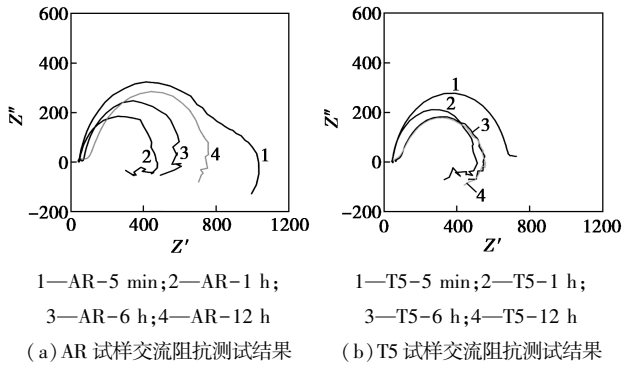 600
400
200
0
-200
Z″
1
2
3
4
0 400 800 1200
Z′
600
400
200
0
-200
Z″
1
2
3
4
0 400 800 1200
Z′
1—AR-5 min;2—AR-1 h;
3—AR-6 h;4—AR-12 h
(a)AR 试样交流阻抗测试结果
1—T5-5 min;2—T5-1 h;
3—T5-6 h;4—T5-12 h
(b)T5 试样交流阻抗测试结果